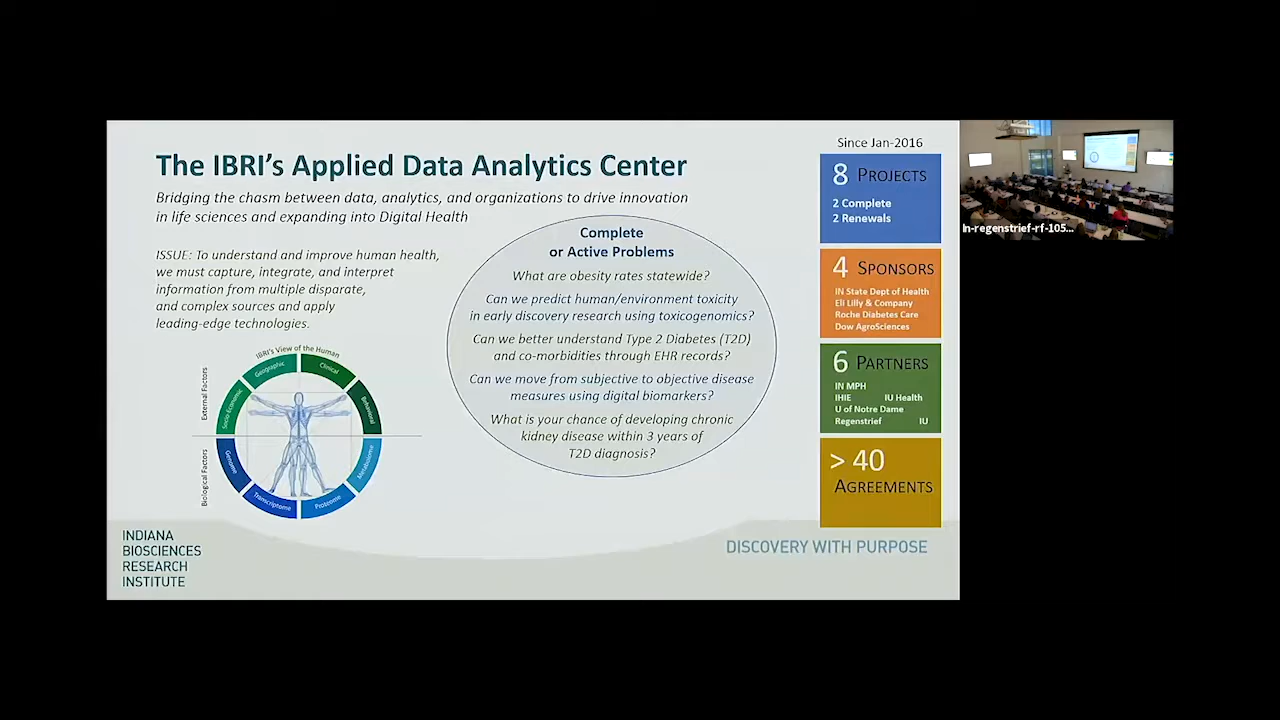 The IBRI's Applied Data Analytics Center
Bridging the chasm between data, analytics, and organizations to drive innovation
in life sciences and expanding into Digital Health
ISSUE: To understand and improve human health,
we must capture, integrate, and interpret
information from multiple disparate,
and complex sources and apply
leading-edge technologies.
IBRI's View of the Human
External Factors
Biological Factors
Socio-Economic
Geographic
Clinical
Behavioral
Metabolome
Proteome
Transcriptome
Genome
Complete
or Active Problems
What are obesity rates statewide?
Can we predict human/environment toxicity
in early discovery research using toxicogenomics?
Can we better understand Type 2 Diabetes (T2D)
and co-morbidities through EHR records?
Can we move from subjective to objective disease
measures using digital biomarkers?
What is your chance of developing chronic
kidney disease within 3 years of
T2D diagnosis?
Since Jan-2016
8 PROJECTS
2 Complete
2 Renewals
4 SPONSORS
IN State Dept of Health
Eli Lilly & Company
Roche Diabetes Care
Dow AgroSciences
6 PARTNERS
IN MPH
IHIE IU Health
U of Notre Dame
Regenstrief IU
> 40
AGREEMENTS
INDIANA
BIOSCIENCES
RESEARCH
INSTITUTE
DISCOVERY WITH PURPOSE
In-regenstrief-rf-105...